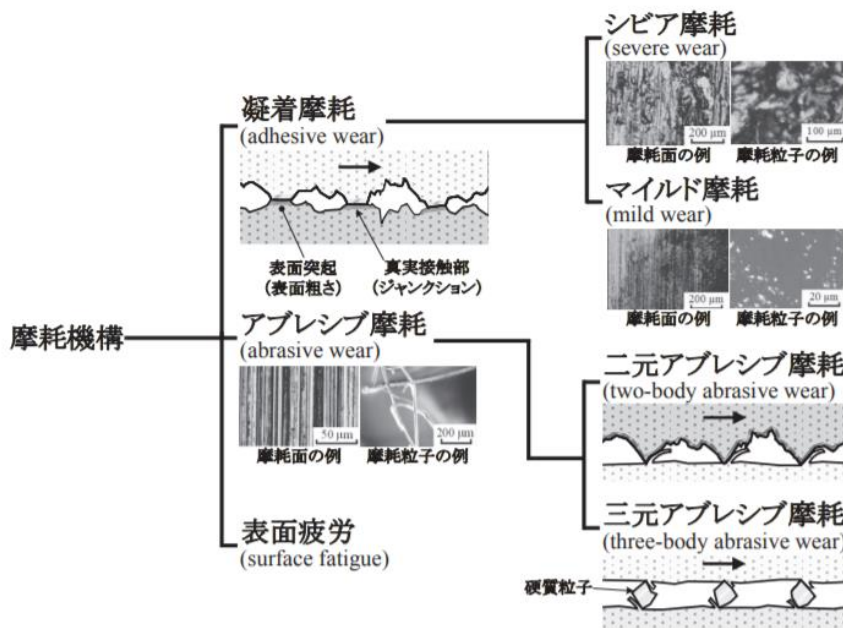 摩耗機構
凝着摩耗
(adhesive wear)
表面突起
(表面粗さ)
真実接触部
(ジャンクション)
シビア摩耗
(severe wear)
200 μm
100 μm
摩耗面の例
摩耗粒子の例
マイルド摩耗
(mild wear)
200 μm
20 μm
摩耗面の例
摩耗粒子の例
アブレシブ摩耗
(abrasive wear)
50 μm
200 μm
摩耗面の例
摩耗粒子の例
二元アブレシブ摩耗
(two-body abrasive wear)
三元アブレシブ摩耗
(three-body abrasive wear)
硬質粒子
表面疲労
(surface fatigue)